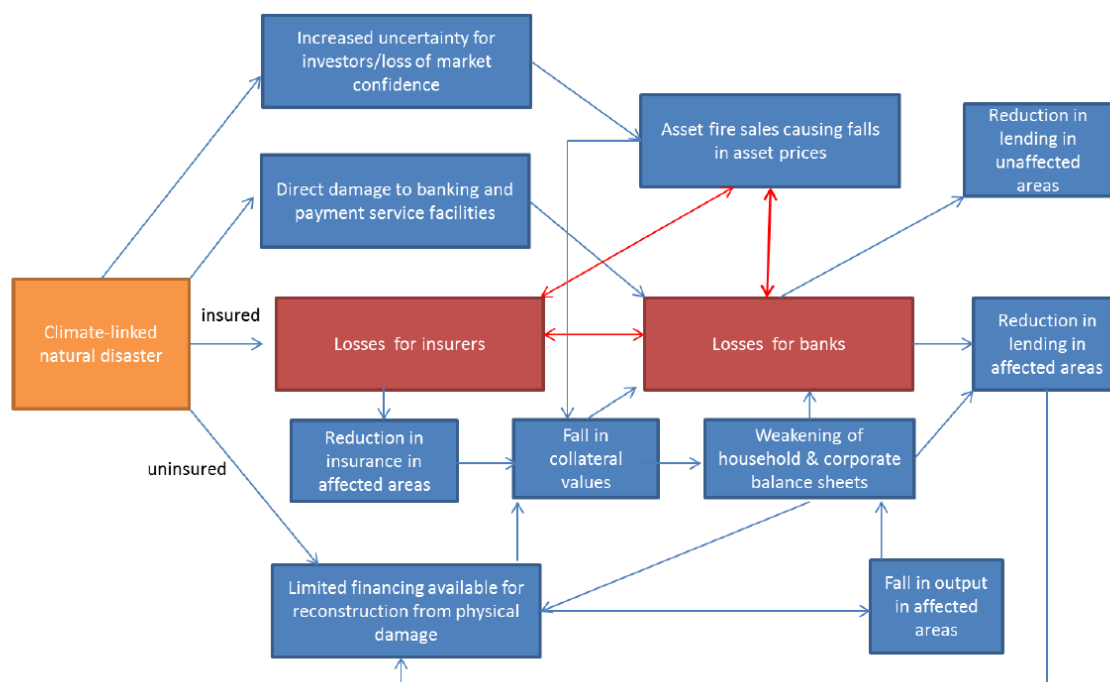 Increased uncertainty for
investors/loss of market
confidence
Asset fire sales causing falls
in asset prices
Reduction in
lending in
unaffected
areas
Direct damage to banking and
payment service facilities
insured
Climate-linked
natural disaster
Losses for insurers
Losses for banks
Reduction in
lending in
affected areas
uninsured
Reduction in
insurance in
affected areas
Fall in
collateral
values
Weakening of
household & corporate
balance sheets
Limited financing available for
reconstruction from physical
damage
Fall in output
in affected
areas